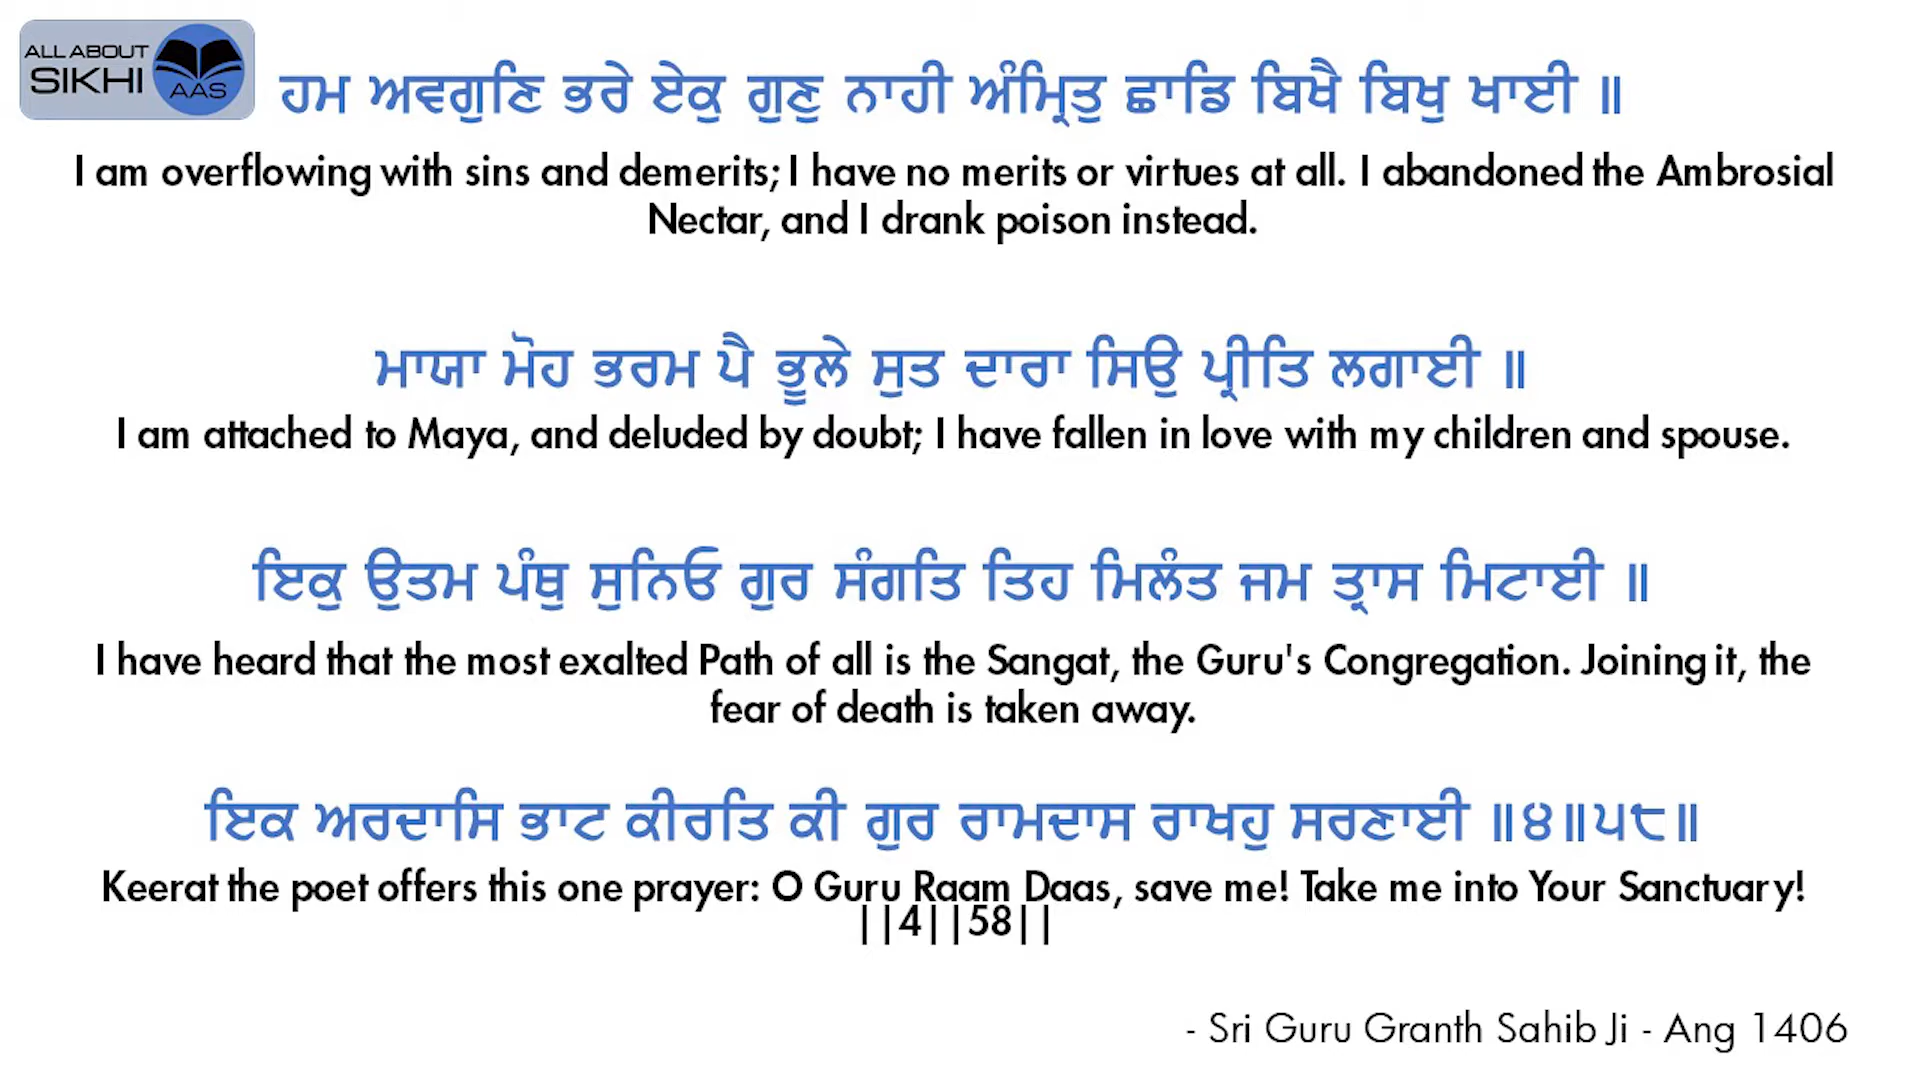 ALL ABOUT
SIKHI
AAS
ਹਮ ਅਵਗੁਣਿ ਭਰੇ ਏਕੁ ਗੁਣੁ ਨਾਹੀ ਅੰਮ੍ਰਿਤੁ ਛਾਡਿ ਬਿਖੈ ਬਿਖੁ ਖਾਈ ॥
I am overflowing with sins and demerits; I have no merits or virtues at all. I abandoned the Ambrosial
Nectar, and I drank poison instead.
ਮਾਯਾ ਮੋਹ ਭਰਮ ਪੈ ਭੂਲੇ ਸੁਤ ਦਾਰਾ ਸਿਉ ਪ੍ਰੀਤਿ ਲਗਾਈ ॥
I am attached to Maya, and deluded by doubt; I have fallen in love with my children and spouse.
ਇਕੁ ਉਤਮ ਪੰਥੁ ਸੁਨਿਓ ਗੁਰ ਸੰਗਤਿ ਤਿਹ ਮਿਲੰਤ ਜਮ ਤ੍ਰਾਸ ਮਿਟਾਈ ॥
I have heard that the most exalted Path of all is the Sangat, the Guru's Congregation. Joining it, the
fear of death is taken away.
ਇਕ ਅਰਦਾਸਿ ਭਾਟ ਕੀਰਤਿ ਕੀ ਗੁਰ ਰਾਮਦਾਸ ਰਾਖਹੁ ਸਰਣਾਈ ॥੪॥੫੮॥
Keerat the poet offers this one prayer: O Guru Raam Daas, save me! Take me into Your Sanctuary!
||4||58||
- Sri Guru Granth Sahib Ji - Ang 1406